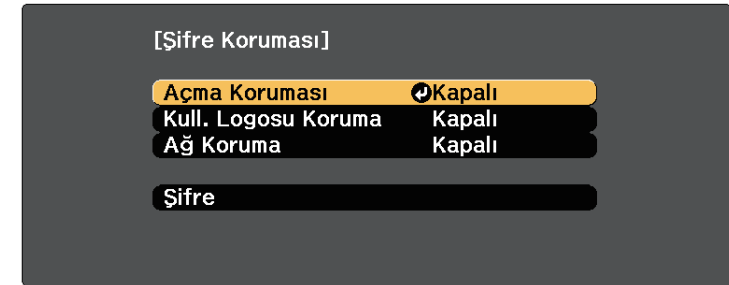 [Şifre Koruması]
Açma Koruması Kapalı
Kull. Logosu Koruma Kapalı
Ağ Koruma Kapalı
Şifre